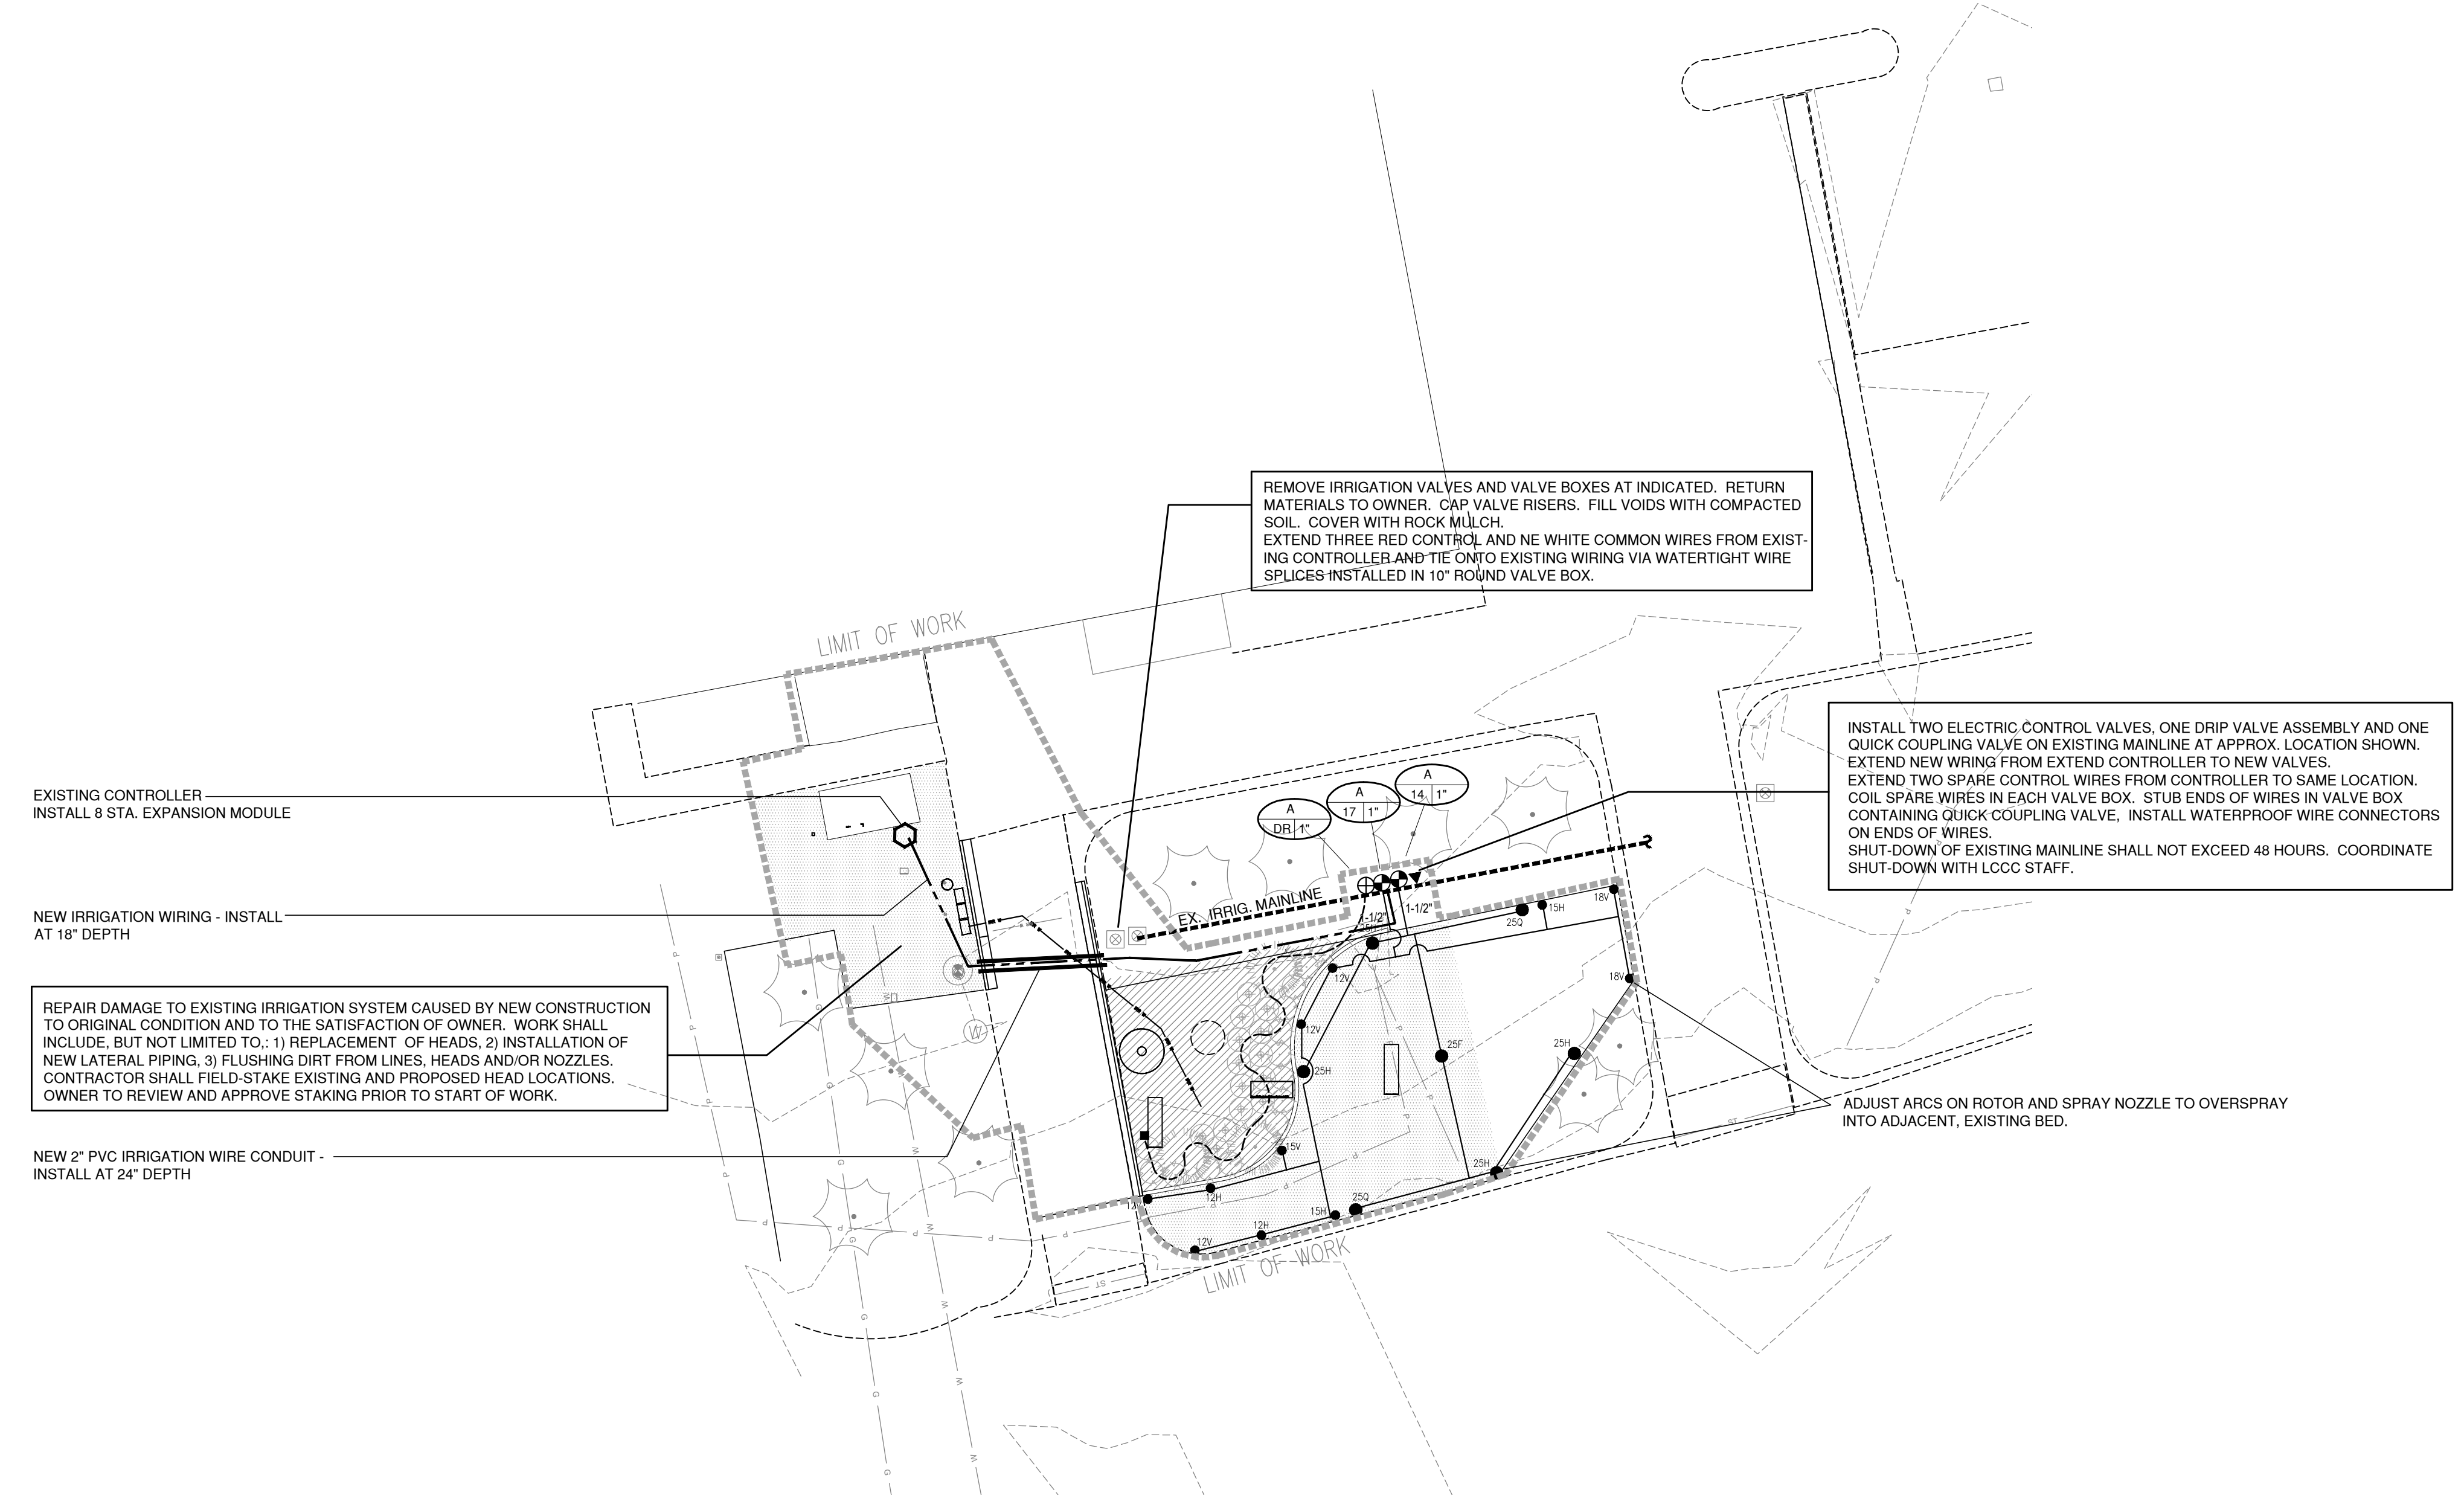 REMOVE IRRIGATION VALVES AND VALVE BOXES AT INDICATED.  RETURN
MATERIALS TO OWNER.  CAP VALVE RISERS.  FILL VOIDS WITH COMPACTED
SOIL.  COVER WITH ROCK MULCH.
EXTEND THREE RED CONTROL AND NE WHITE COMMON WIRES FROM EXIST-
ING CONTROLLER AND TIE ONTO EXISTING WIRING VIA WATERTIGHT WIRE
SPLICES INSTALLED IN 10" ROUND VALVE BOX.
LIMIT OF WORK
INSTALL TWO ELECTRIC CONTROL VALVES, ONE DRIP VALVE ASSEMBLY AND ONE
QUICK COUPLING VALVE ON EXISTING MAINLINE AT APPROX. LOCATION SHOWN.
EXTEND NEW WRING FROM EXTEND CONTROLLER TO NEW VALVES.
EXTEND TWO SPARE CONTROL WIRES FROM CONTROLLER TO SAME LOCATION.
COIL SPARE WIRES IN EACH VALVE BOX.  STUB ENDS OF WIRES IN VALVE BOX
CONTAINING QUICK COUPLING VALVE,  INSTALL WATERPROOF WIRE CONNECTORS
ON ENDS OF WIRES.
SHUT-DOWN OF EXISTING MAINLINE SHALL NOT EXCEED 48 HOURS.  COORDINATE
SHUT-DOWN WITH LCCC STAFF.
EXISTING CONTROLLER
INSTALL 8 STA. EXPANSION MODULE
A
14 1"
A
17 1"
A
DR 1"
NEW IRRIGATION WIRING - INSTALL
AT 18" DEPTH
EX. IRRIG. MAINLINE
1-1/2"
1-1/2"
25H
25Q
15H
18V
18V
12V
12V
25H
25F
25H
REPAIR DAMAGE TO EXISTING IRRIGATION SYSTEM CAUSED BY NEW CONSTRUCTION
TO ORIGINAL CONDITION AND TO THE SATISFACTION OF OWNER.  WORK SHALL
INCLUDE, BUT NOT LIMITED TO,: 1) REPLACEMENT  OF HEADS, 2) INSTALLATION OF
NEW LATERAL PIPING, 3) FLUSHING DIRT FROM LINES, HEADS AND/OR NOZZLES.
CONTRACTOR SHALL FIELD-STAKE EXISTING AND PROPOSED HEAD LOCATIONS.
OWNER TO REVIEW AND APPROVE STAKING PRIOR TO START OF WORK.
ADJUST ARCS ON ROTOR AND SPRAY NOZZLE TO OVERSPRAY
INTO ADJACENT, EXISTING BED.
NEW 2" PVC IRRIGATION WIRE CONDUIT -
INSTALL AT 24" DEPTH
15V
25H
12H
25Q
15H
12H
12V
ST
ST
LIMIT OF WORK